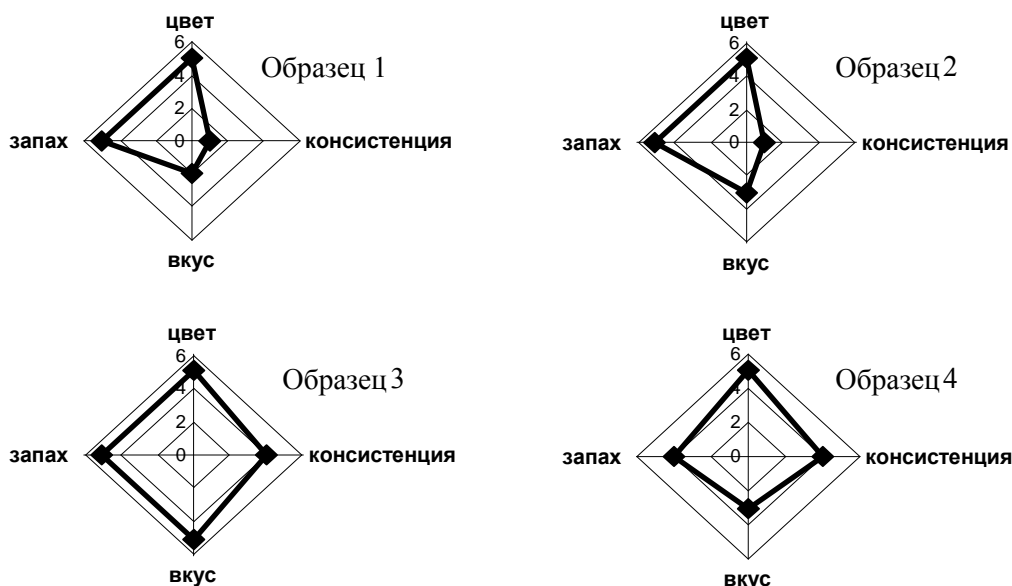 цвет
6
4
2
0
Образец 1
запах
консистенция
вкус
цвет
6
4
2
0
Образец 2
запах
консистенция
вкус
цвет
6
4
2
0
Образец 3
запах
консистенция
вкус
цвет
6
4
2
0
Образец 4
запах
консистенция
вкус